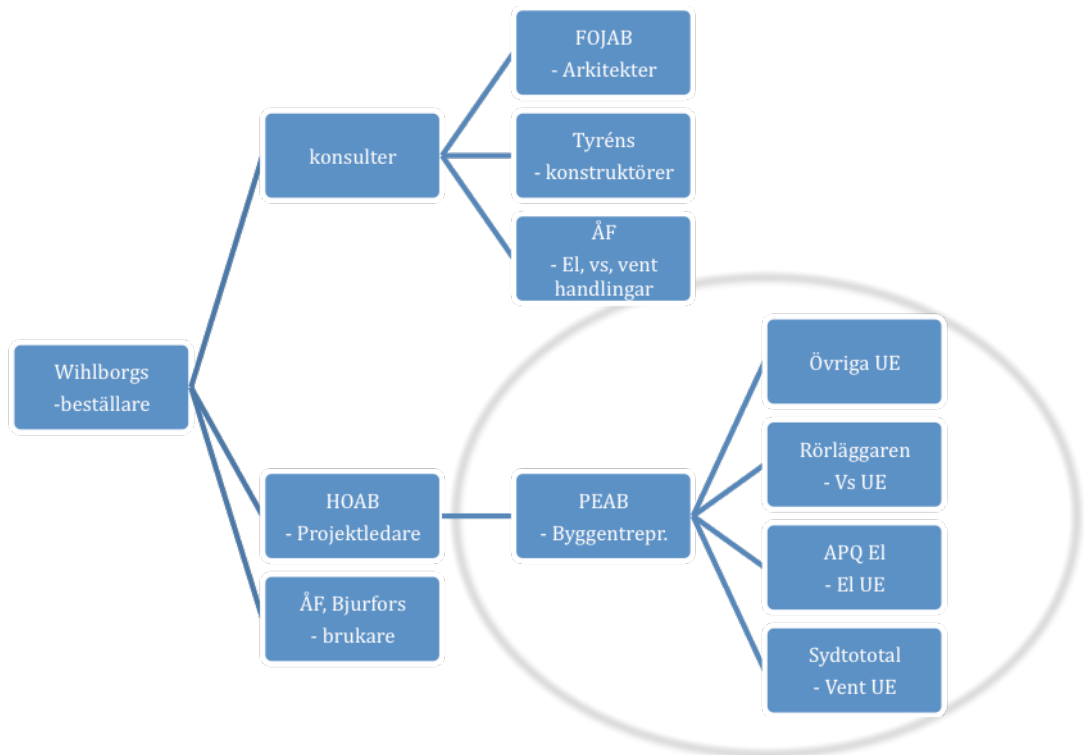 FOJAB
- Arkitekter
konsulter
Tyréns
- konstruktörer
ÅF
- El, vs, vent
handlingar
Wihlborgs
-beställare
HOAB
- Projektledare
ÅF, Bjurfors
- brukare
PEAB
- Byggentrepr.
Övriga UE
Rörläggaren
- Vs UE
APQ El
- El UE
Sydtototal
- Vent UE